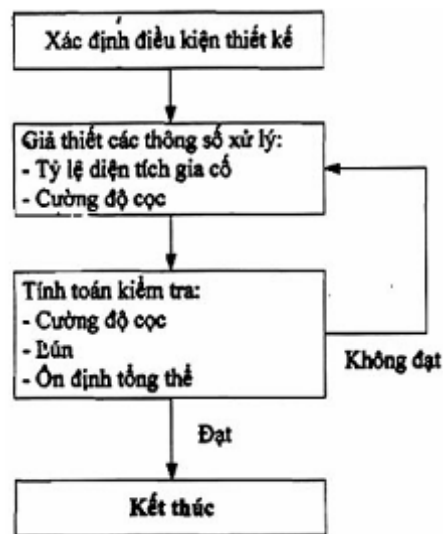 Xác định điều kiện thiết kế
Giả thiết các thông số xử lý:
- Tỷ lệ diện tích gia cố
- Cường độ cọc
Tính toán kiểm tra:
- Cường độ cọc
- Lún
- Ổn định tổng thể
Không đạt
Đạt
Kết thúc